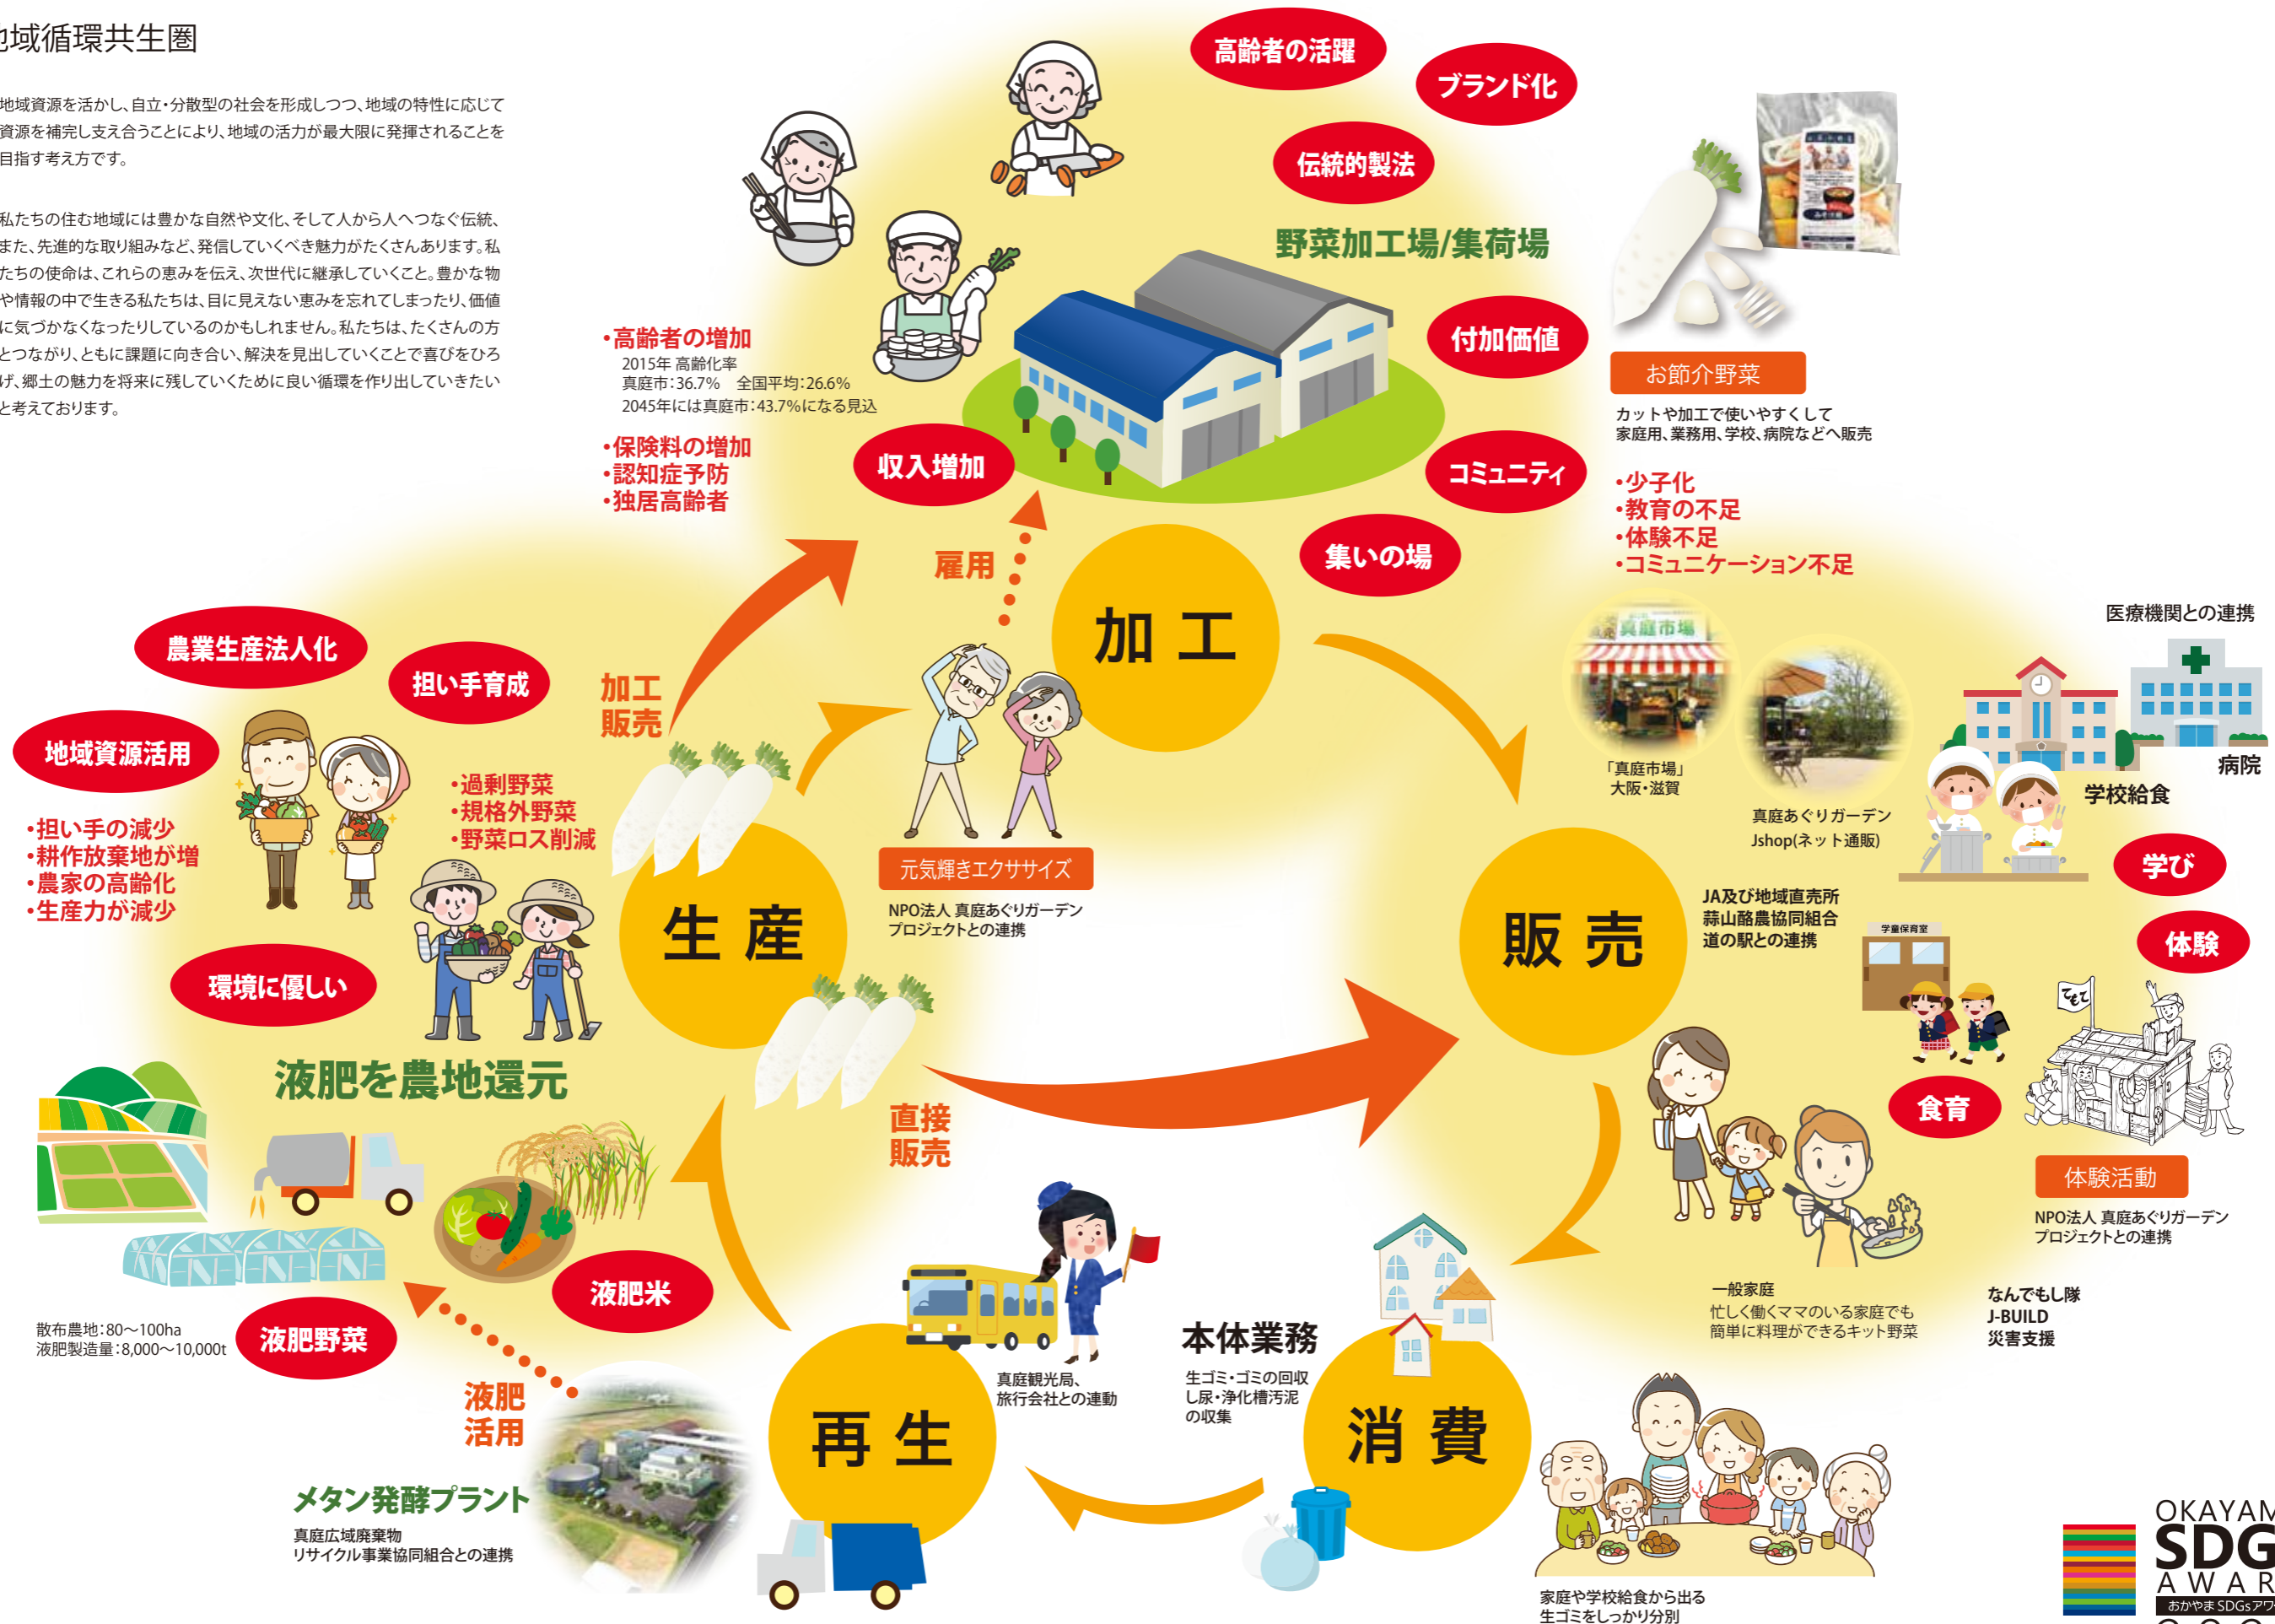 地域循環共生圏
地域資源を活かし、自立・分散型の社会を形成しつつ、地域の特性に応じて
資源を補完し支え合うことにより、地域の活力が最大限に発揮されることを
目指す考え方です。
私たちの住む地域には豊かな自然や文化、そして人から人へつなぐ伝統、
また、先進的な取り組みなど、発信していくべき魅力がたくさんあります。私
たちの使命は、これらの恵みを伝え、次世代に継承していくこと。豊かな物
や情報の中で生きる私たちは、目に見えない恵みを忘れてしまったり、価値
に気づかなくなったりしているのかもしれません。私たちは、たくさんの方
とつながり、ともに課題に向き合い、解決を見出していくことで喜びをひろ
げ、郷土の魅力を将来に残していくために良い循環を作り出していきたい
と考えております。
高齢者の活躍
ブランド化
伝統的製法
野菜加工場/集荷場
付加価値
コミュニティ
集いの場
収入増加
・高齢者の増加
2015年 高齢化率
真庭市：36.7%　全国平均：26.6%
2045年には真庭市：43.7%になる見込
・保険料の増加
・認知症予防
・独居高齢者
雇用
加工
お節介野菜
カットや加工で使いやすくして
家庭用、業務用、学校、病院などへ販売
・少子化
・教育の不足
・体験不足
・コミュニケーション不足
農業生産法人化
担い手育成
地域資源活用
・担い手の減少
・耕作放棄地が増
・農家の高齢化
・生産力が減少
・過剰野菜
・規格外野菜
・野菜ロス削減
加工
販売
環境に優しい
生産
元気輝きエクササイズ
NPO法人 真庭あぐりガーデン
プロジェクトとの連携
真庭市場
「真庭市場」
大阪・滋賀
真庭あぐりガーデン
Jshop(ネット通販)
医療機関との連携
病院
学校給食
学び
体験
販売
JA及び地域直売所
蒜山酪農協同組合
道の駅との連携
学童保育室
食育
体験活動
NPO法人 真庭あぐりガーデン
プロジェクトとの連携
なんでもし隊
J-BUILD
災害支援
一般家庭
忙しく働くママのいる家庭でも
簡単に料理ができるキット野菜
液肥を農地還元
直接
販売
液肥米
液肥野菜
散布農地：80～100ha
液肥製造量：8,000～10,000t
液肥
活用
メタン発酵プラント
真庭広域廃棄物
リサイクル事業協同組合との連携
再生
真庭観光局、
旅行会社との連動
本体業務
生ゴミ・ゴミの回収
し尿・浄化槽汚泥
の収集
消費
家庭や学校給食から出る
生ゴミをしっかり分別
OKAYAM
SDG
AWAR
おかやま SDGsアワ